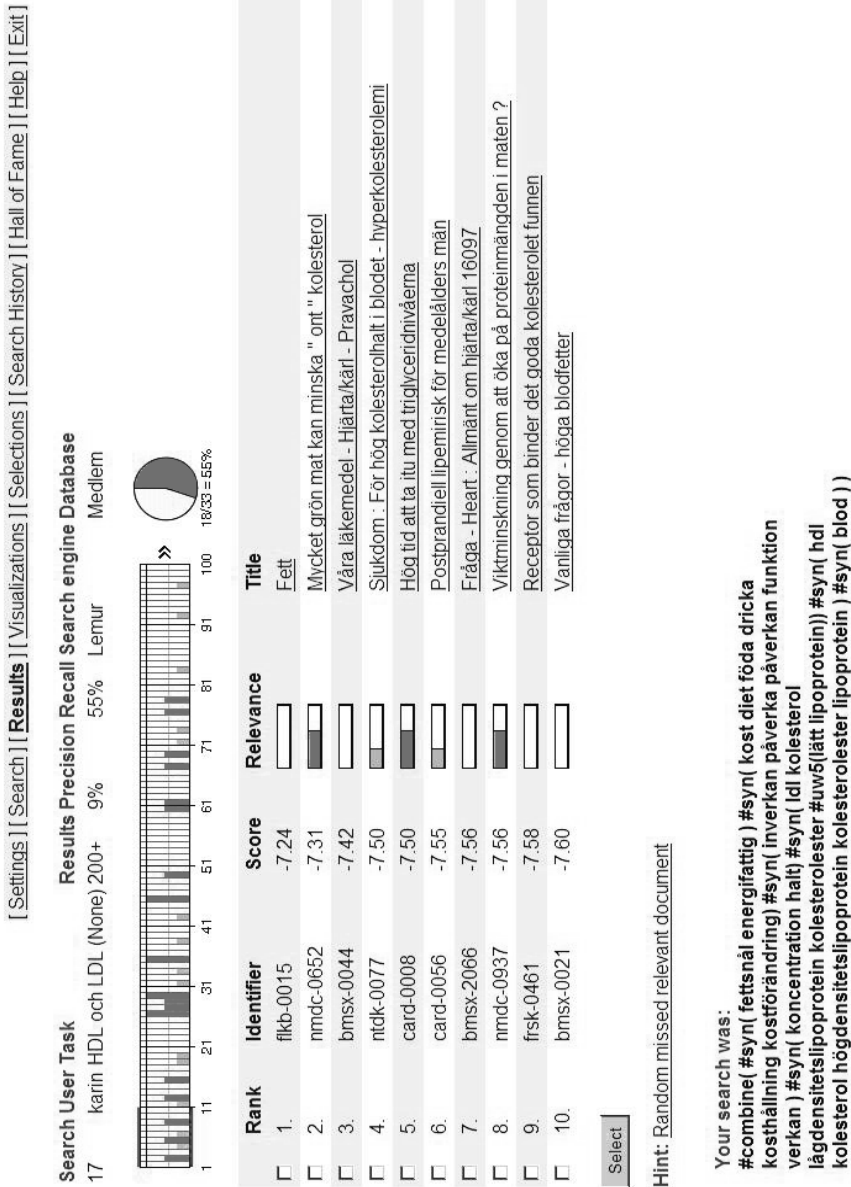 [ Settings ] [ Search ] [ Results ] [ Visualizations ] [ Selections ] [ Search History ] [ Hall of Fame ] [ Help ] [ Exit ]
Search User Task Results Precision Recall Search engine Database
17 karin HDL och LDL (None) 200+ 9% 55% Lemur Medlem
»
1 11 21 31 41 51 61 71 81 91 100
18/33 = 55%
Rank Identifier Score Relevance Title
1. flkb-0015 -7.24 Fett
2. nmdc-0652 -7.31 Mycket grön mat kan minska " ont " kolesterol
3. bmsx-0044 -7.42 Våra läkemedel - Hjärta/kärl - Pravachol
4. ntdk-0077 -7.50 Sjukdom : För hög kolesterolhalt i blodet - hyperkolesterolemi
5. card-0008 -7.50 Hög tid att ta itu med triglyceridnivåerna
6. card-0056 -7.55 Postprandiell lipemirisk för medelålders män
7. bmsx-2066 -7.56 Fråga - Heart : Allmänt om hjärta/kärl 16097
8. nmdc-0937 -7.56 Viktminskning genom att öka på proteinmängden i maten ?
9. frsk-0461 -7.58 Receptor som binder det goda kolesterolet funnen
10. bmsx-0021 -7.60 Vanliga frågor - höga blodfetter
Select
Hint: Random missed relevant document
Your search was:
#combine( #syn( fettsnål energifattig ) #syn( kost diet föda dricka
kosthållning kostförändring) #syn( inverkan påverka påverkan funktion
verkan ) #syn( koncentration halt) #syn( ldl kolesterol
lågdensitetslipoprotein kolesterolester #uw5(lätt lipoprotein)) #syn( hdl
kolesterol högdensitetslipoprotein kolesterolester lipoprotein ) #syn( blod ) )